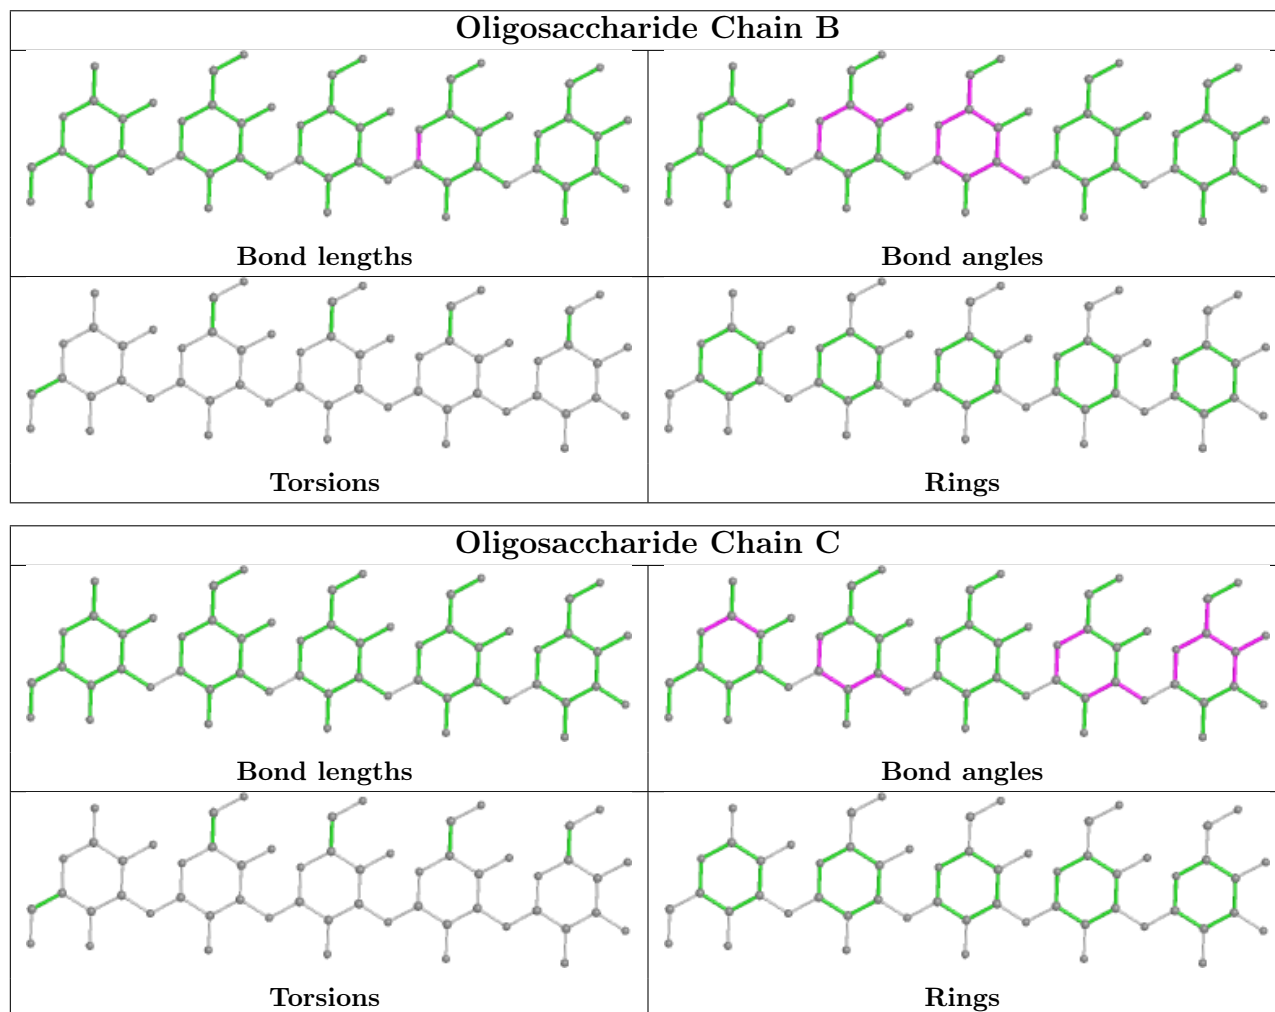 Oligosaccharide Chain B
Bond lengths
Bond angles
Torsions
Rings
Oligosaccharide Chain C
Bond lengths
Bond angles
Torsions
Rings